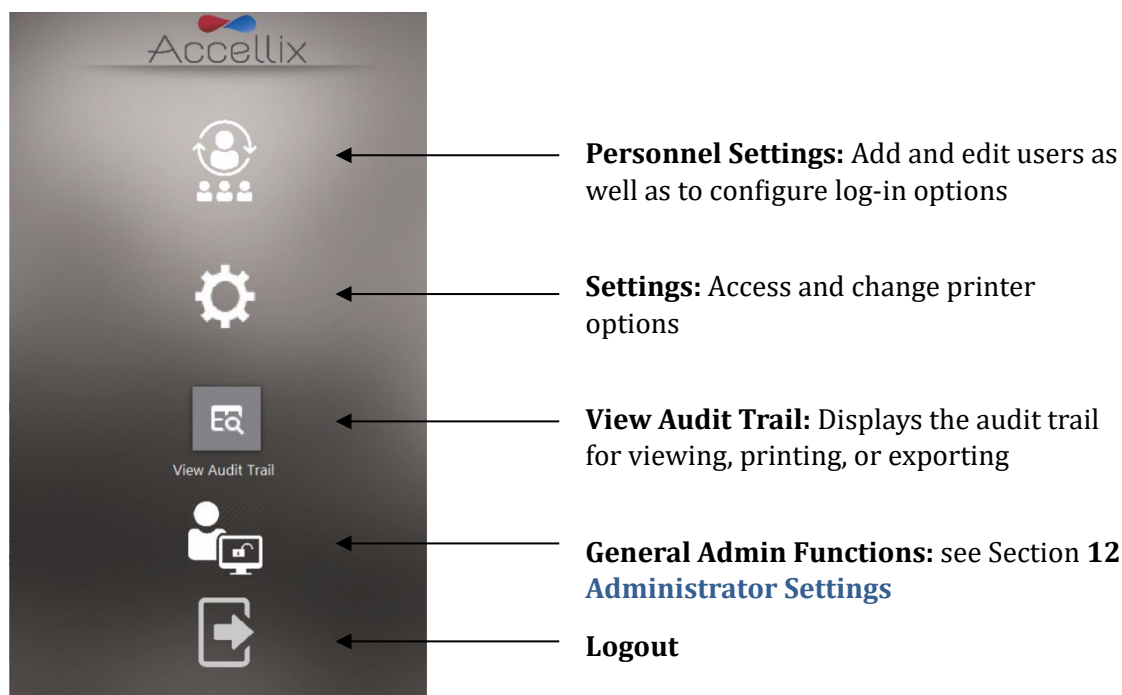 Accellix
Personnel Settings: Add and edit users as
well as to configure log-in options
Settings: Access and change printer
options
View Audit Trail: Displays the audit trail
for viewing, printing, or exporting
View Audit Trail
General Admin Functions: see Section 12
Administrator Settings
Logout